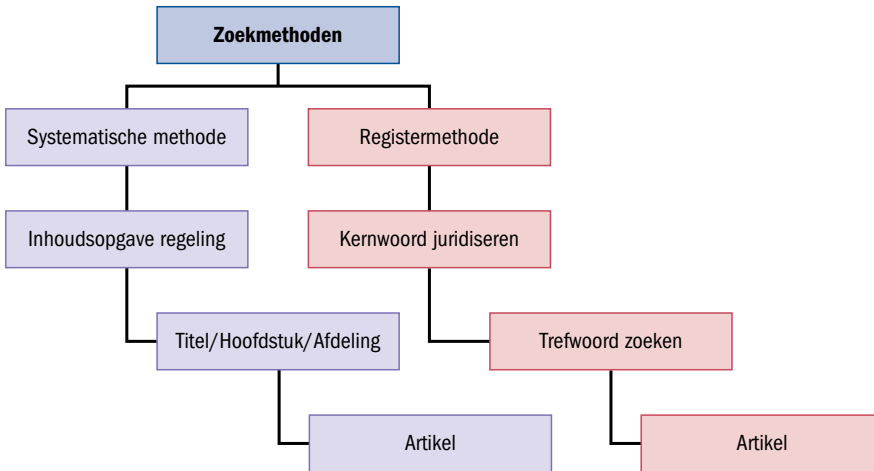 Zoekmethoden
Systematische methode
Registermethode
Inhoudsopgave regeling
Kernwoord juridiseren
Titel/Hoofdstuk/Afdeling
Trefwoord zoeken
Artikel
Artikel